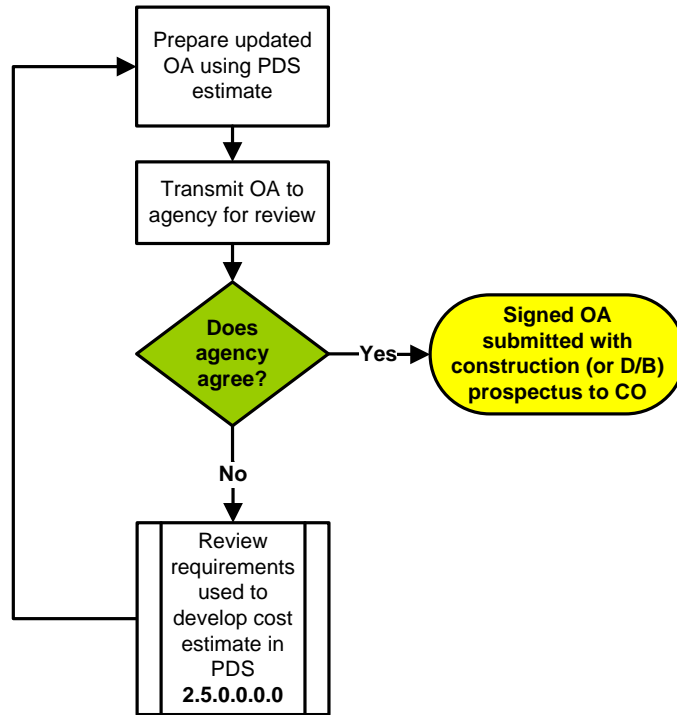 Prepare updated
OA using PDS
estimate
Transmit OA to
agency for review
Does
agency
agree?
Yes
Signed OA
submitted with
construction (or D/B)
prospectus to CO
No
Review
requirements
used to
develop cost
estimate in
PDS
2.5.0.0.0.0